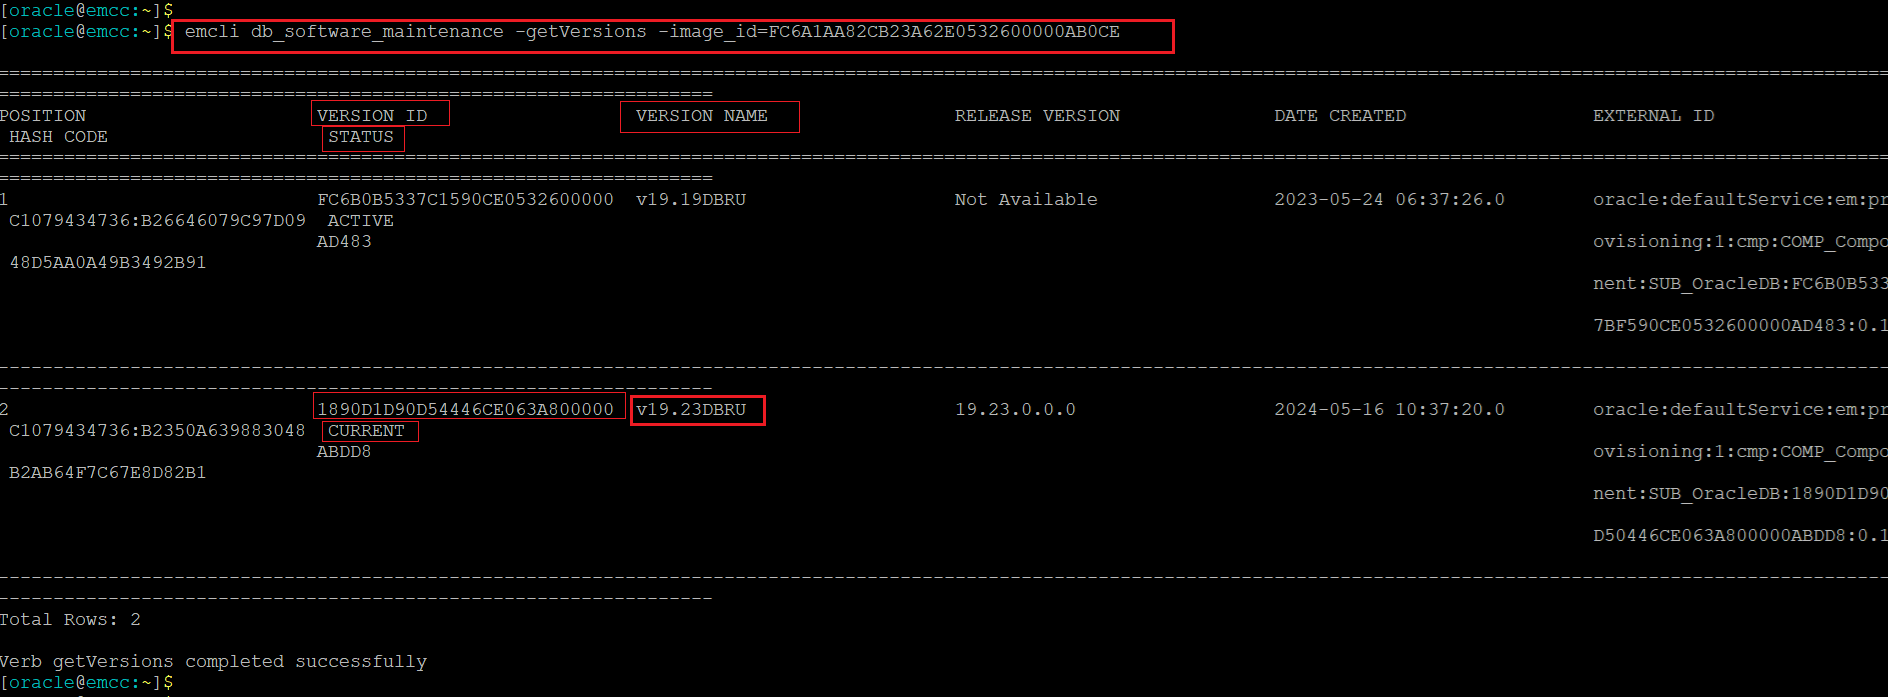 [oracle@emcc:~]$
[oracle@emcc:~]$ emcli db_software_maintenance -getVersions -image_id=FC6A1AA82CB23A62E0532600000AB0CE
POSITION VERSION ID VERSION NAME RELEASE VERSION DATE CREATED EXTERNAL ID
HASH CODE STATUS
1 FC6B0B5337C1590CE0532600000 v19.19DBRU Not Available 2023-05-24 06:37:26.0 oracle:defaultService:em:pr
C1079434736:B26646079C97D09 ACTIVE
AD483 ovisioning:1:cmp:COMP_Compo
48D5AA0A49B3492B91
nent:SUB_OracleDB:FC6B0B533
7BF590CE0532600000AD483:0.1
2 1890D1D90D54446CE063A800000 v19.23DBRU 19.23.0.0.0 2024-05-16 10:37:20.0 oracle:defaultService:em:pr
C1079434736:B2350A639883048 CURRENT
ABDD8 ovisioning:1:cmp:COMP_Compo
B2AB64F7C67E8D82B1
nent:SUB_OracleDB:1890D1D90
D50446CE063A800000ABDD8:0.1
Total Rows: 2
Verb getVersions completed successfully
[oracle@emcc:~]$